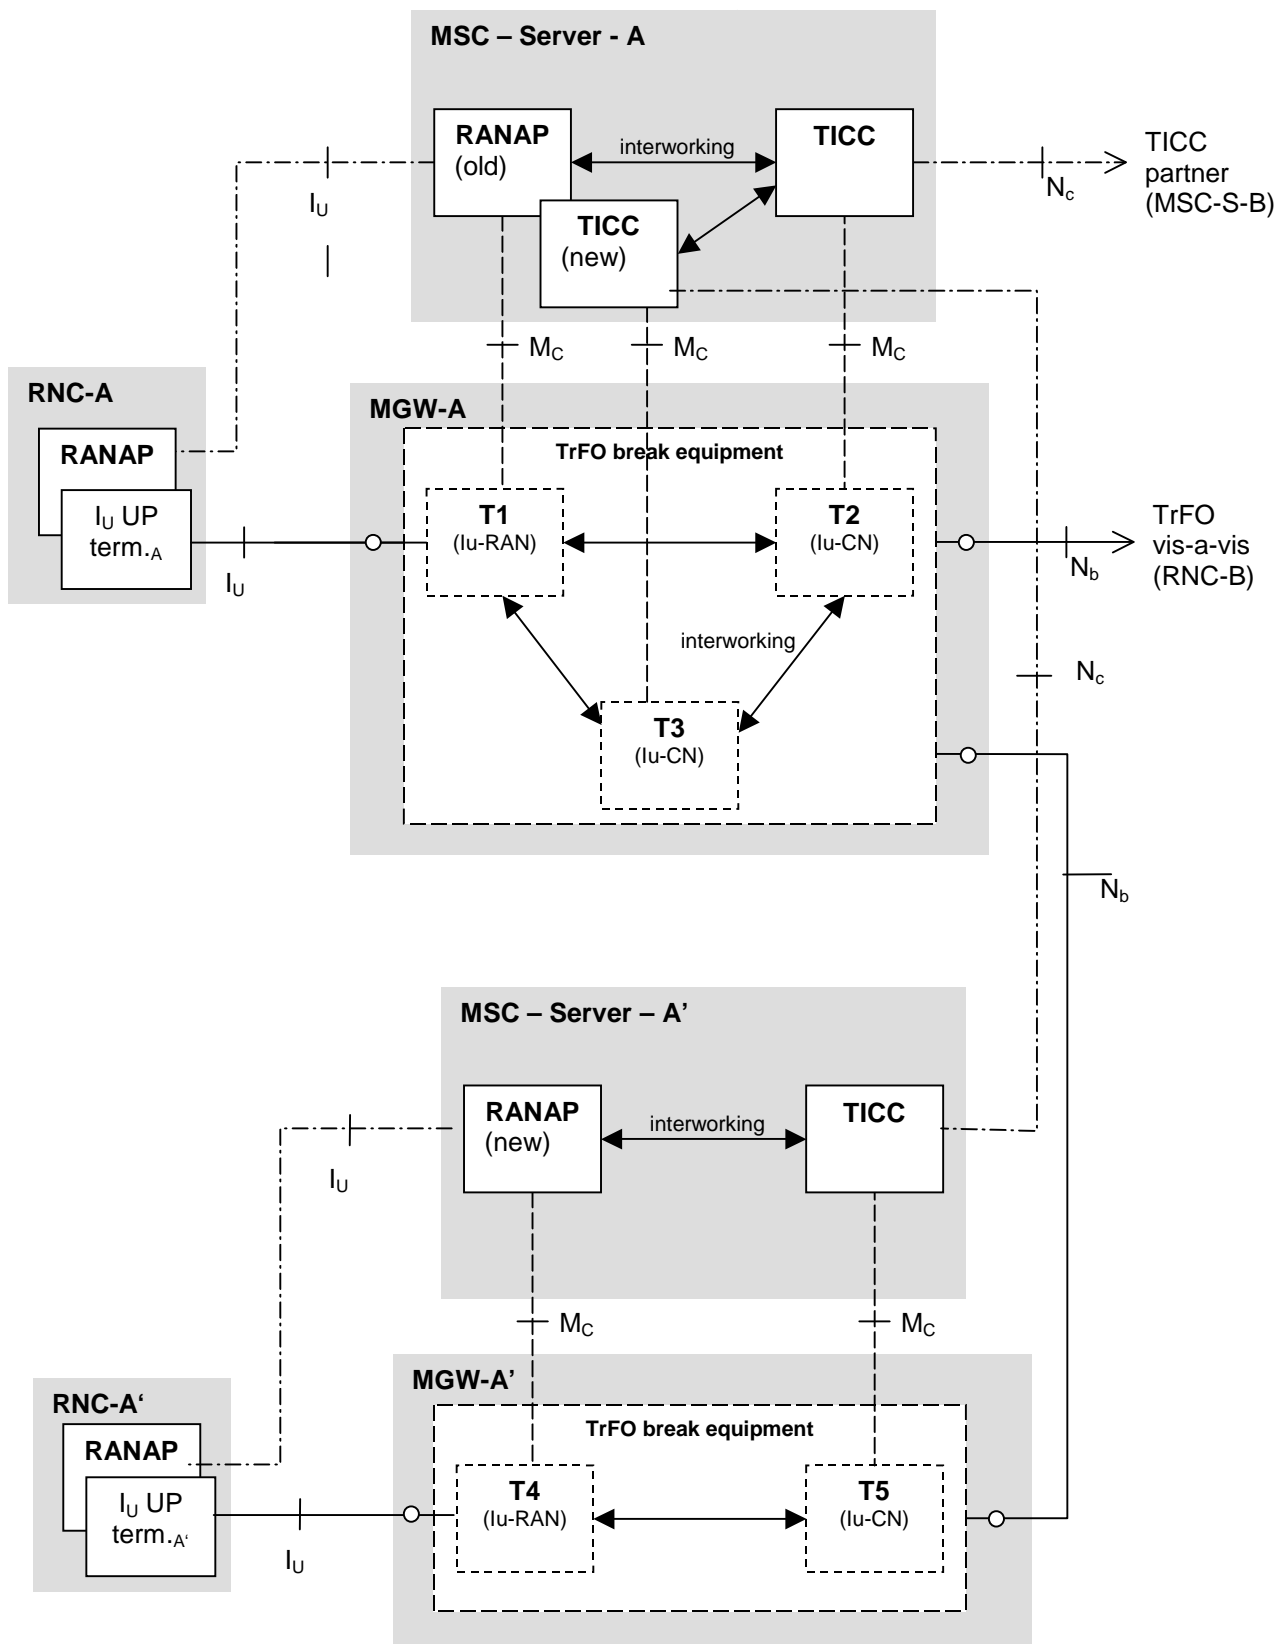 MSC – Server - A
RANAP
(old)
interworking
TICC
TICC
(new)
IU
Nc
TICC
partner
(MSC-S-B)
MC
MC
MC
RNC-A
RANAP
IU UP
term.A
IU
MGW-A
TrFO break equipment
T1
(Iu-RAN)
T2
(Iu-CN)
interworking
T3
(Iu-CN)
Nb
TrFO
vis-a-vis
(RNC-B)
Nc
Nb
MSC – Server – A’
RANAP
(new)
interworking
TICC
IU
MC
MC
RNC-A‘
RANAP
IU UP
term.A‘
IU
MGW-A’
TrFO break equipment
T4
(Iu-RAN)
T5
(Iu-CN)